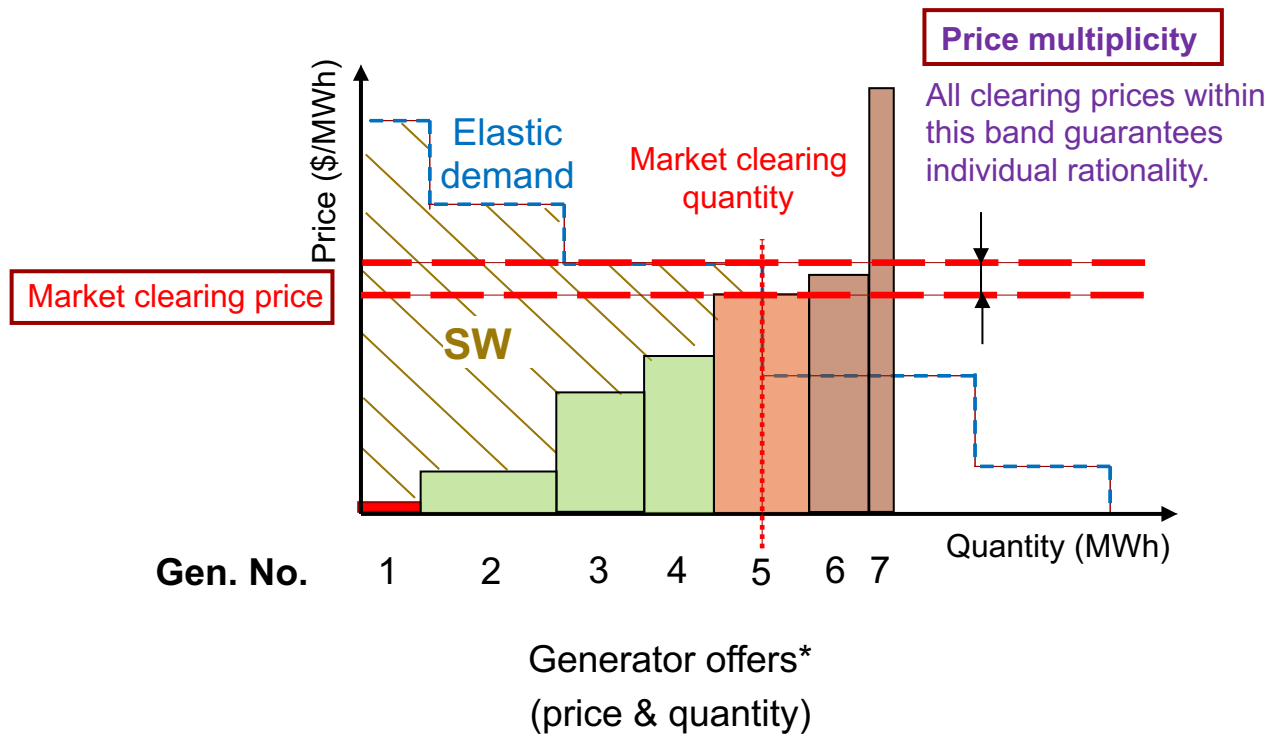 Price multiplicity
All clearing prices within
this band guarantees
individual rationality.
Price ($/MWh)
Elastic
demand
Market clearing
quantity
Market clearing price
SW
Quantity (MWh)
Gen. No. 1 2 3 4 5 6 7
Generator offers*
(price & quantity)